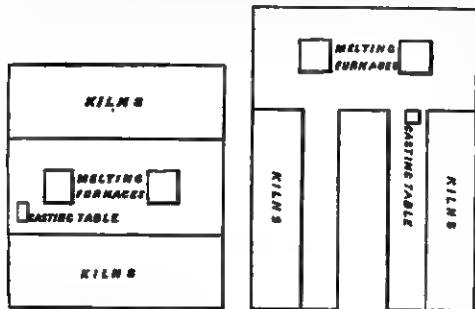 KILNS
MELTING
FURNACES
CASTING TABLE
KILNS
MELTING
FURNACES
KILNS
CASTING TABLE
KILNS